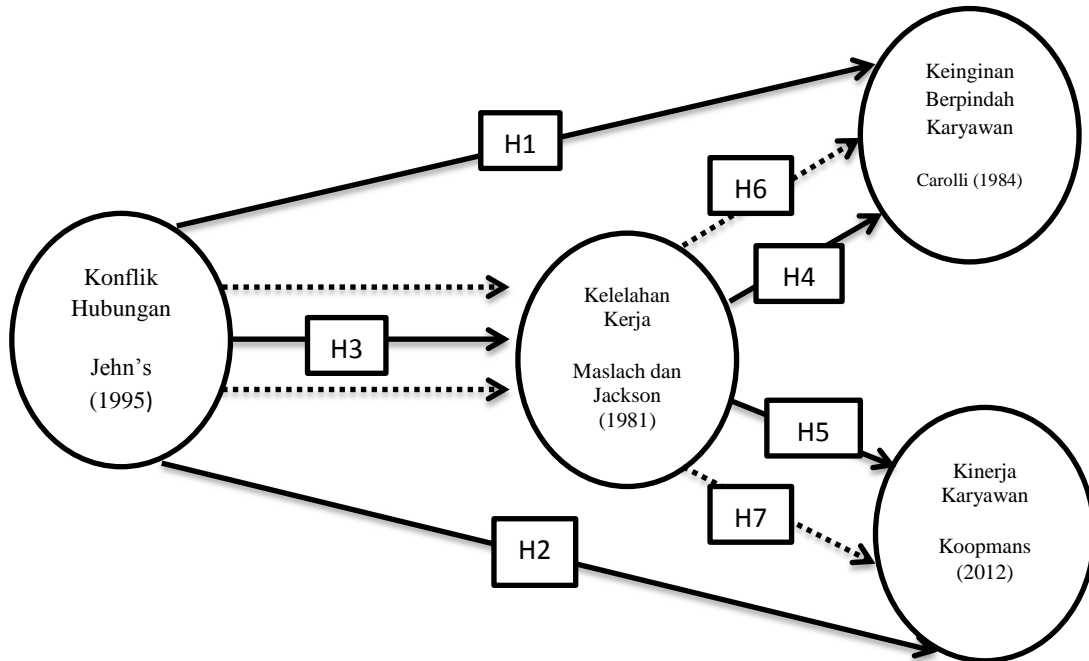 Konflik
Hubungan
Jehn’s
(1995)
H1
H3
H2
Kelelahan
Kerja
Maslach dan
Jackson
(1981)
H6
H4
H5
H7
Keinginan
Berpindah
Karyawan
Carolli (1984)
Kinerja
Karyawan
Koopmans
(2012)